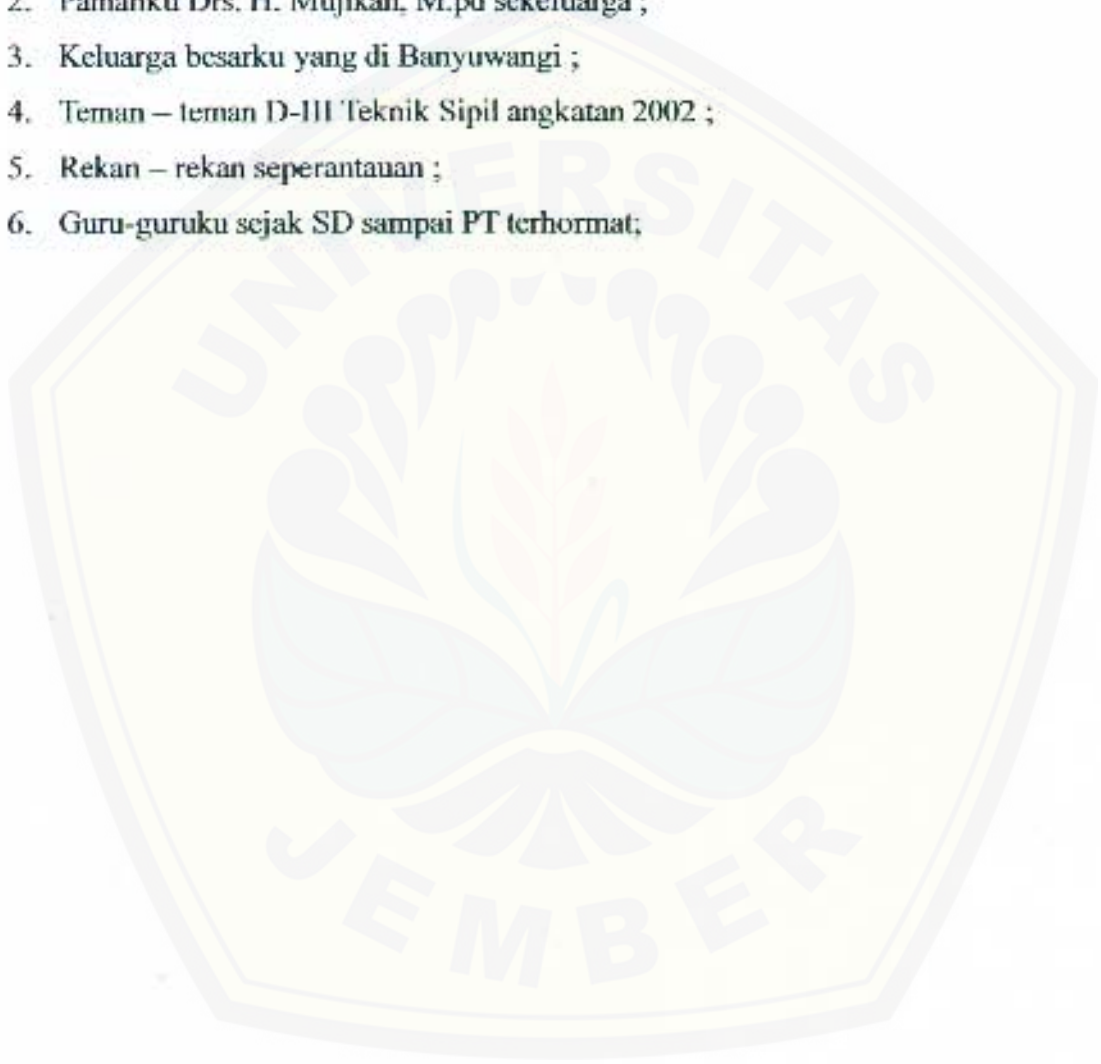 2. Pamanku Drs. H. Mujikan, M.pd sekeluarga ;
3. Keluarga besarku yang di Banyuwangi ;
4. Teman – teman D-III Teknik Sipil angkatan 2002 ;
5. Rekan – rekan seperantauan ;
6. Guru-guruku sejak SD sampai PT terhormat;
UNIVERSITAS
JEMBER